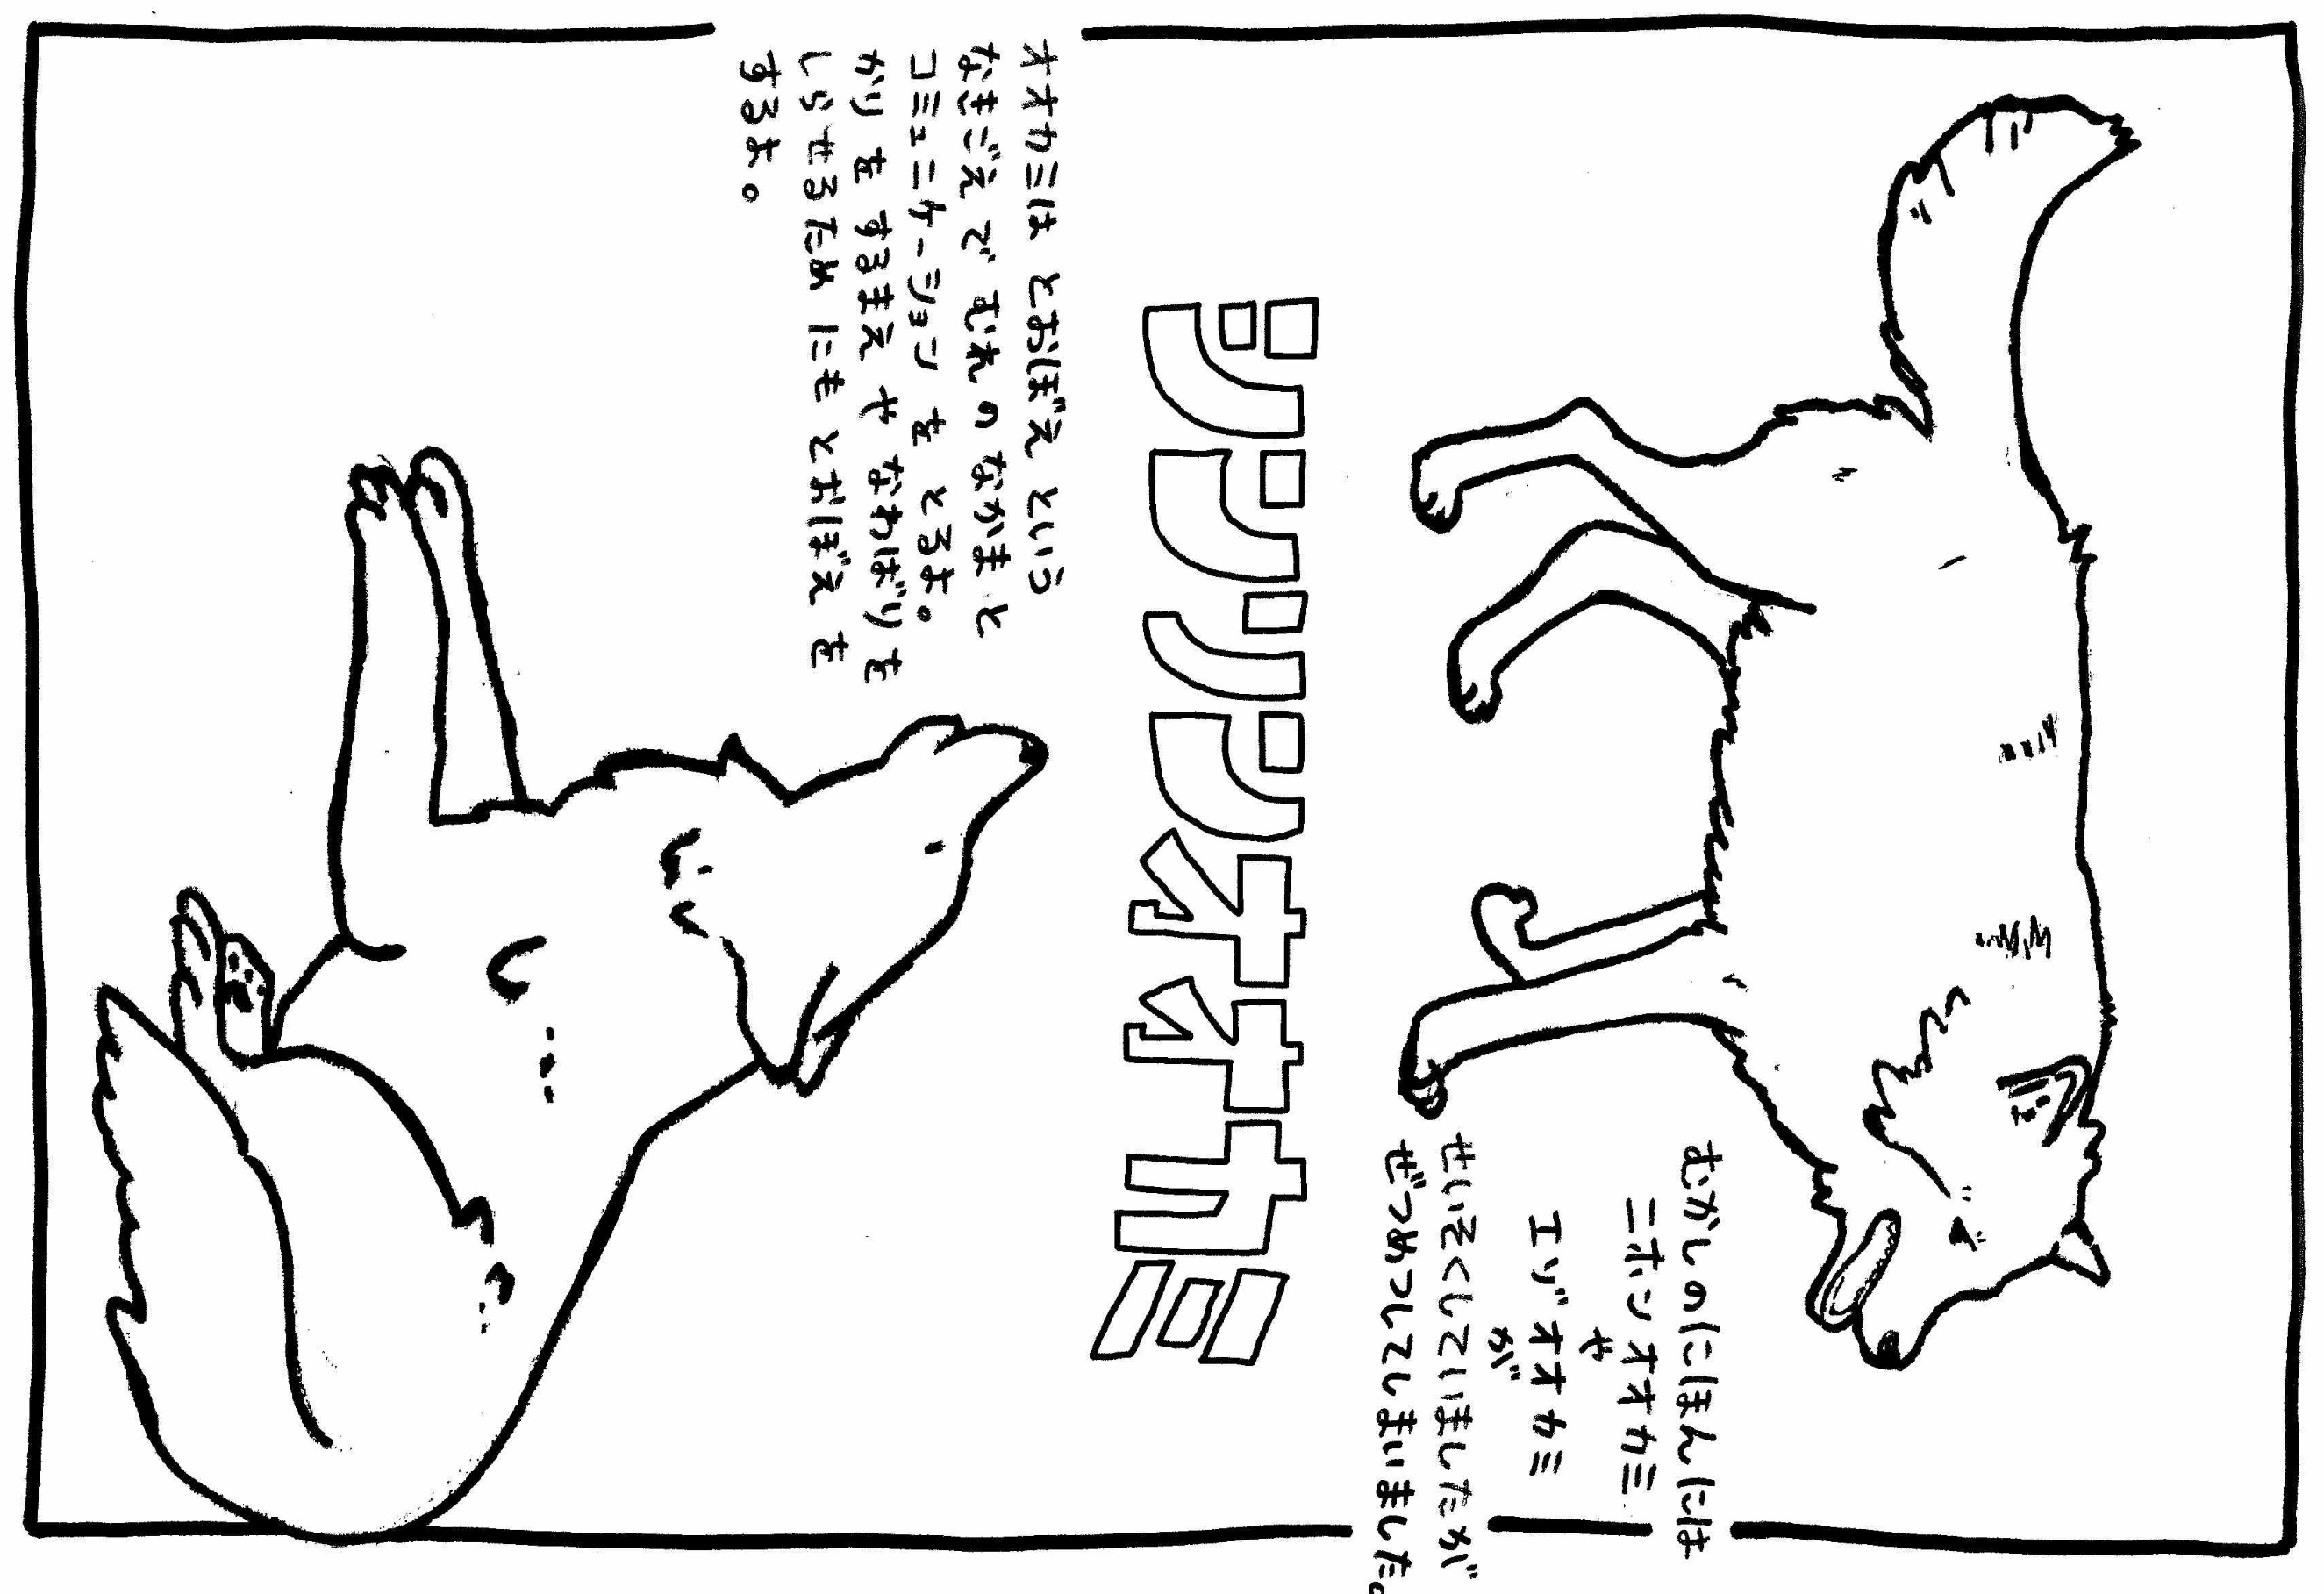 むかしのにほんには
ニホンオオカミ
や
エゾオオカミ
が
せいそくしていましたが
ぜつめつしてしまいました。
シンリンオオカミ
オオカミは とおぼえという
なきごえで むれのなかまと
コミュニケーションを とるよ。
かりを するまえや なわばりを
しらせるためにも とおぼえを
するよ。